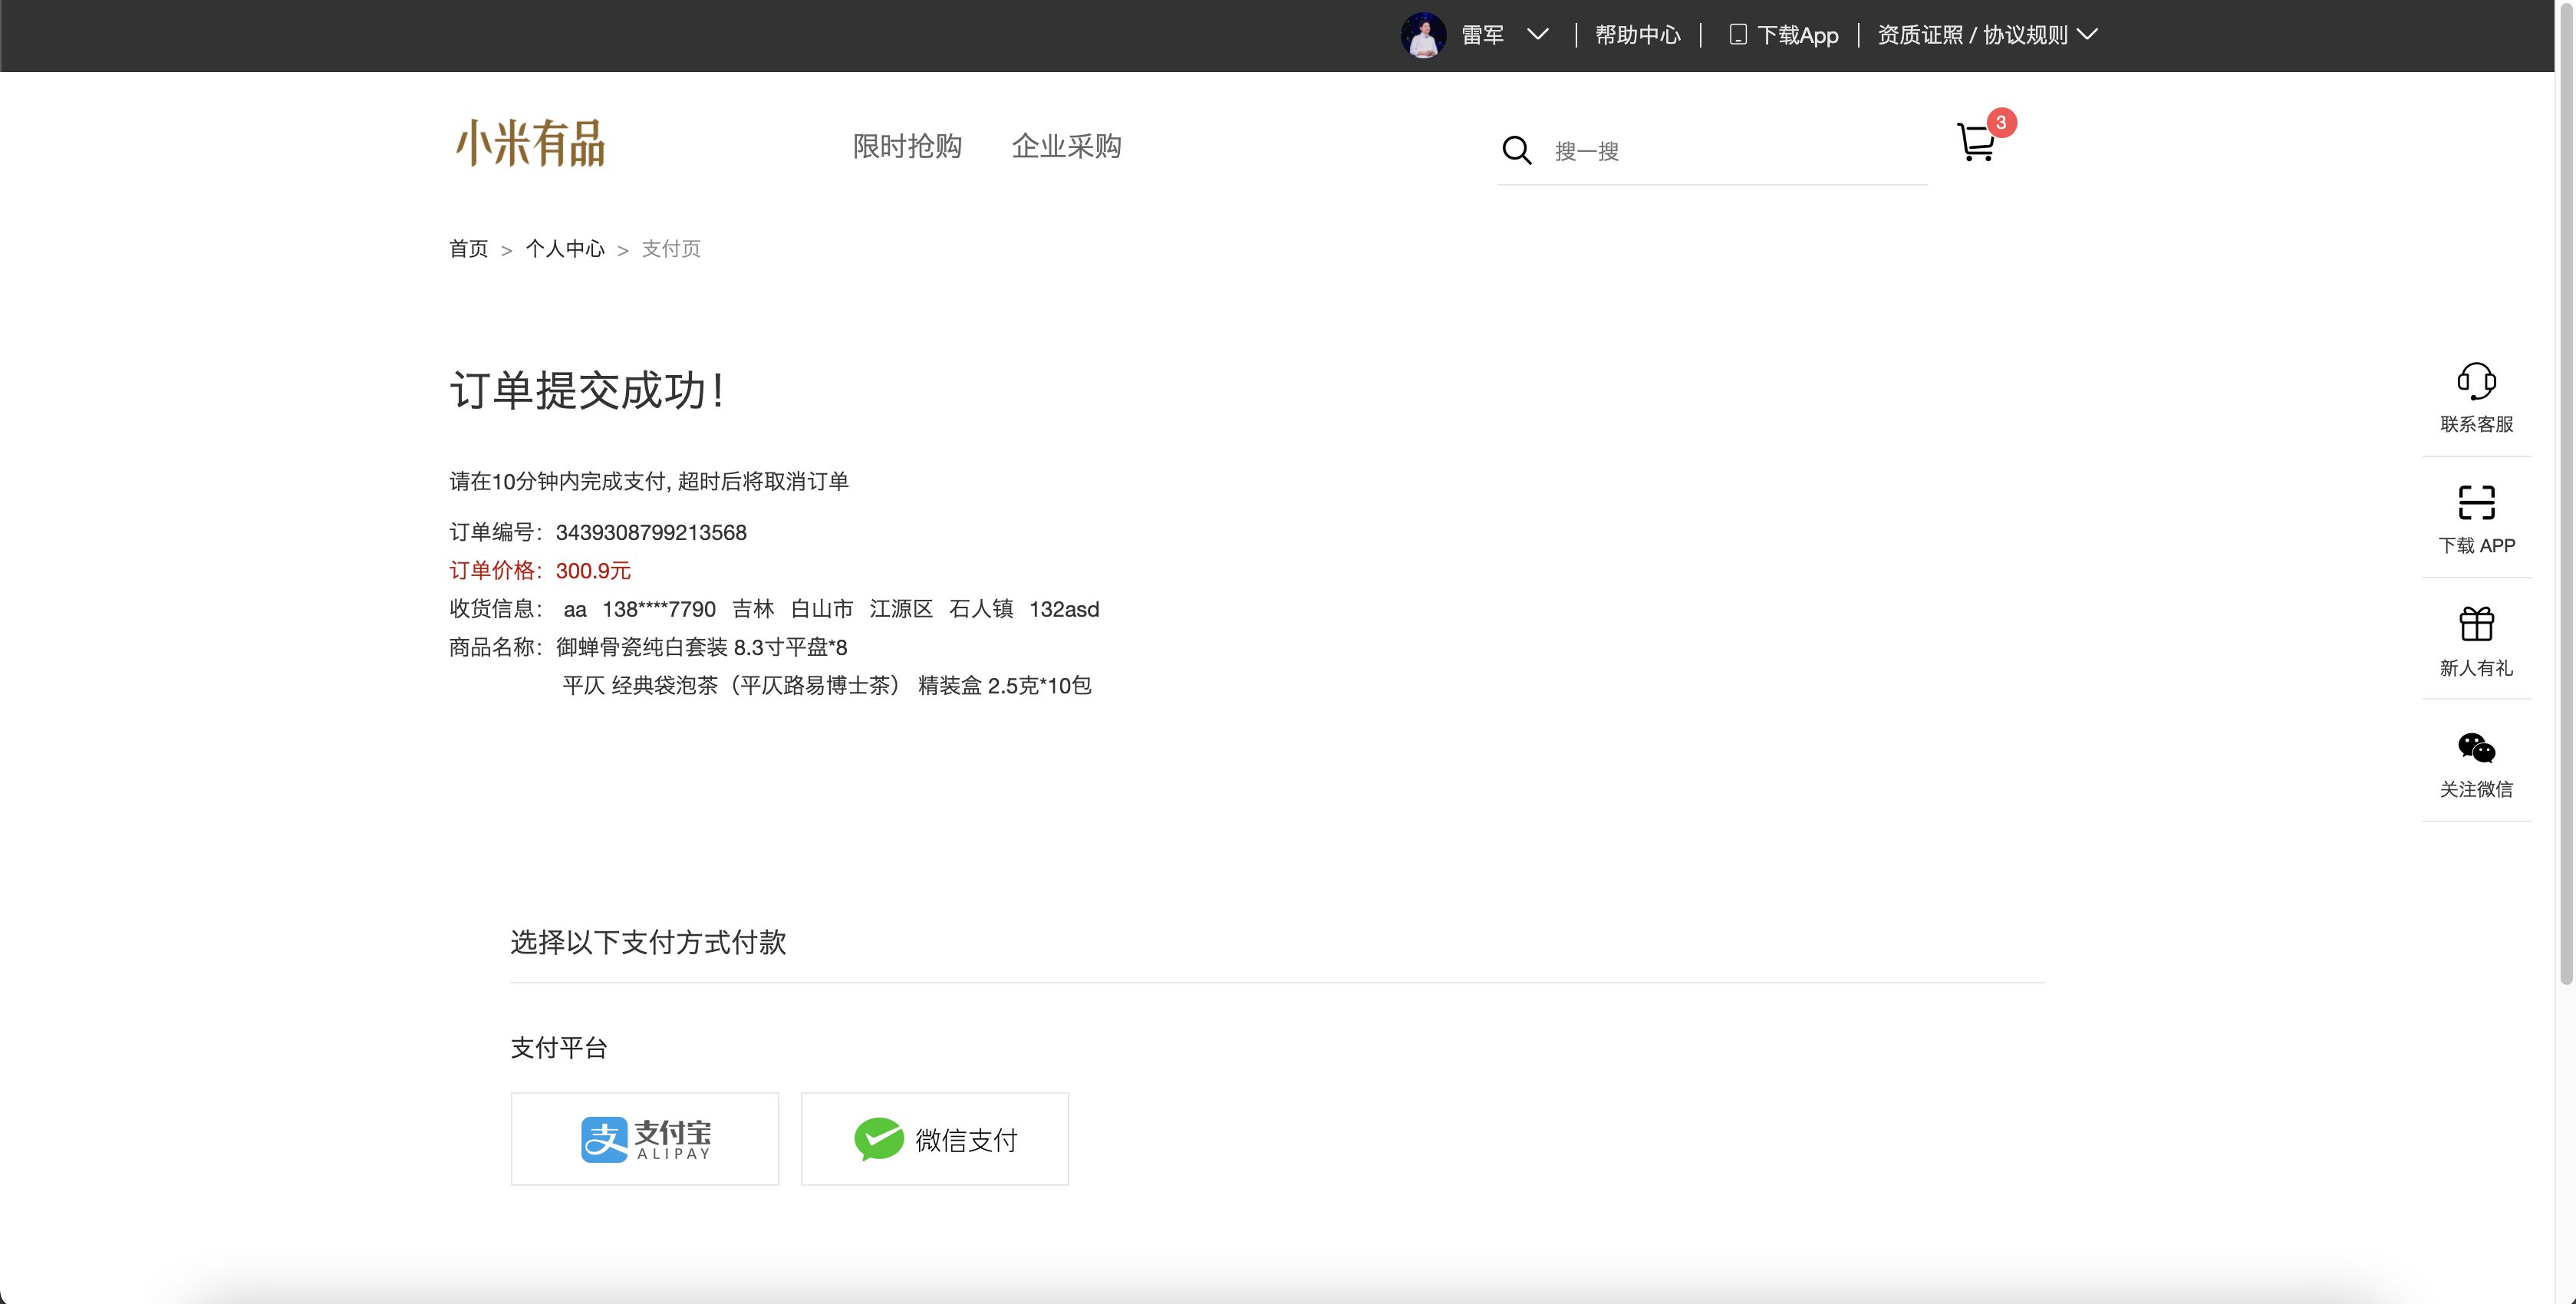 雷军 | 帮助中心 | 下载App | 资质证照 / 协议规则
小米有品 限时抢购 企业采购 搜一搜 3
首页 > 个人中心 > 支付页
订单提交成功！
请在10分钟内完成支付, 超时后将取消订单
订单编号：3439308799213568
订单价格：300.9元
收货信息： aa 138****7790 吉林 白山市 江源区 石人镇 132asd
商品名称：御蝉骨瓷纯白套装 8.3寸平盘*8
平仄 经典袋泡茶（平仄路易博士茶） 精装盒 2.5克*10包
联系客服
下载 APP
新人有礼
关注微信
选择以下支付方式付款
支付平台
支付宝
ALIPAY
微信支付